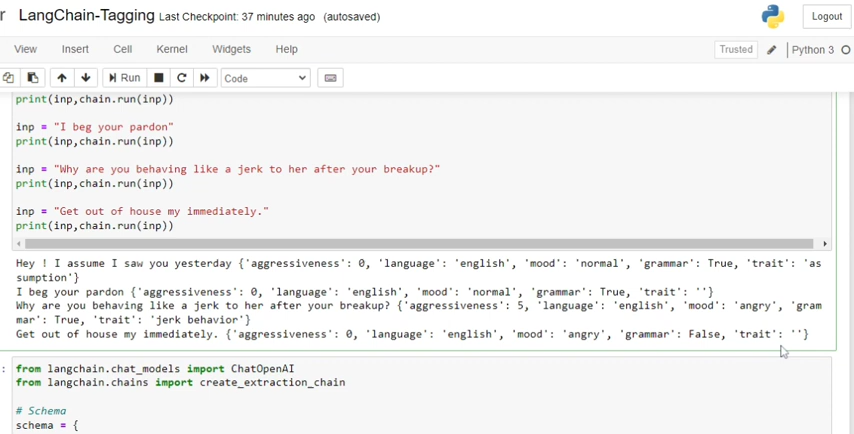 r LangChain-Tagging Last Checkpoint: 37 minutes ago (autosaved)
Logout
View Insert Cell Kernel Widgets Help
Trusted Python 3
Run Code
print(inp,chain.run(inp))
inp = "I beg your pardon"
print(inp,chain.run(inp))
inp = "Why are you behaving like a jerk to her after your breakup?"
print(inp,chain.run(inp))
inp = "Get out of house my immediately."
print(inp,chain.run(inp))
Hey ! I assume I saw you yesterday {'aggressiveness': 0, 'language': 'english', 'mood': 'normal', 'grammar': True, 'trait': 'as
sumption'}
I beg your pardon {'aggressiveness': 0, 'language': 'english', 'mood': 'normal', 'grammar': True, 'trait': ''}
Why are you behaving like a jerk to her after your breakup? {'aggressiveness': 5, 'language': 'english', 'mood': 'angry', 'gram
mar': True, 'trait': 'jerk behavior'}
Get out of house my immediately. {'aggressiveness': 0, 'language': 'english', 'mood': 'angry', 'grammar': False, 'trait': ''}
: from langchain.chat_models import ChatOpenAI
from langchain.chains import create_extraction_chain
# Schema
schema = {